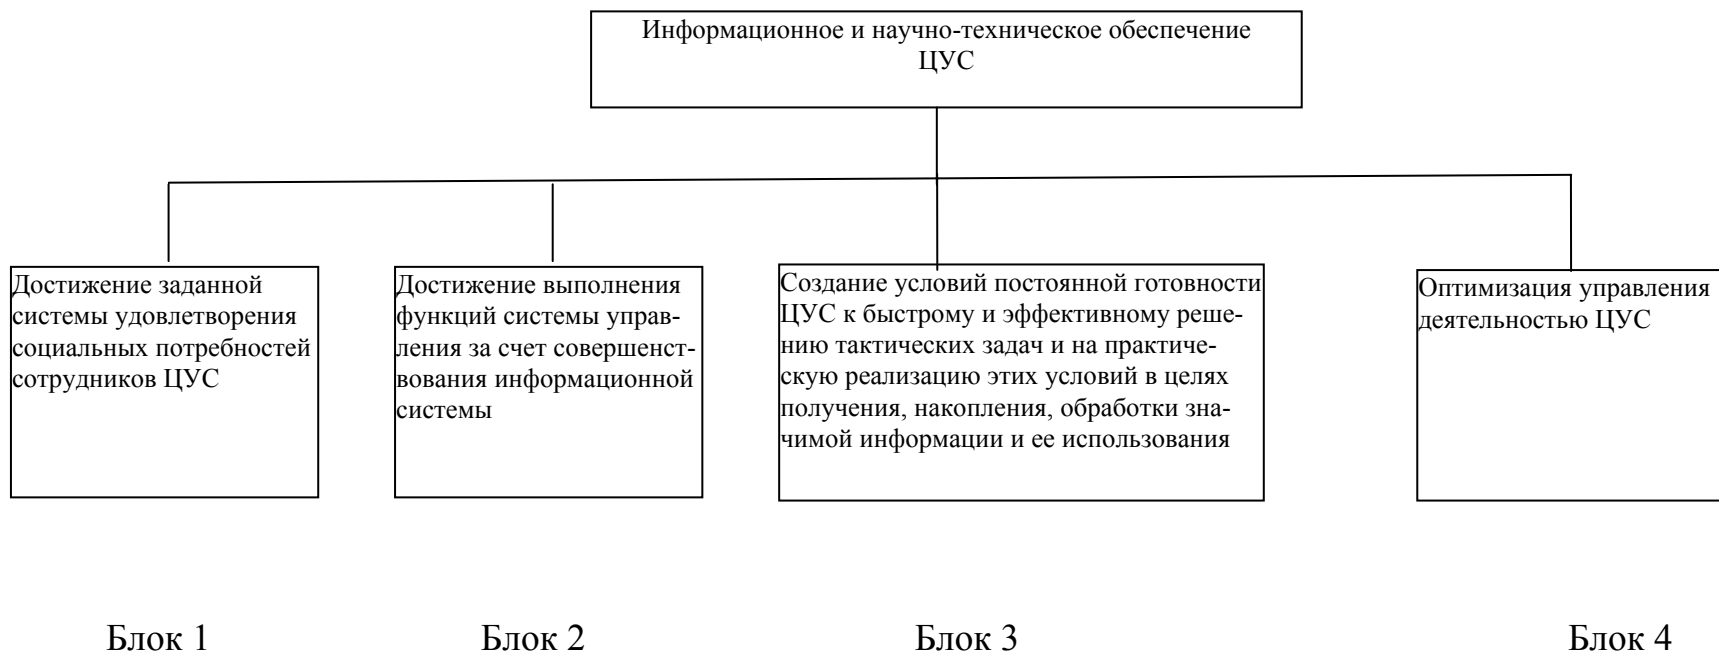 Информационное и научно-техническое обеспечение
ЦУС
Достижение заданной
системы удовлетворения
социальных потребностей
сотрудников ЦУС
Достижение выполнения
функций системы управ-
ления за счет совершенст-
вования информационной
системы
Создание условий постоянной готовности
ЦУС к быстрому и эффективному реше-
нию тактических задач и на практиче-
скую реализацию этих условий в целях
получения, накопления, обработки зна-
чимой информации и ее использования
Оптимизация управления
деятельностью ЦУС
Блок 1
Блок 2
Блок 3
Блок 4